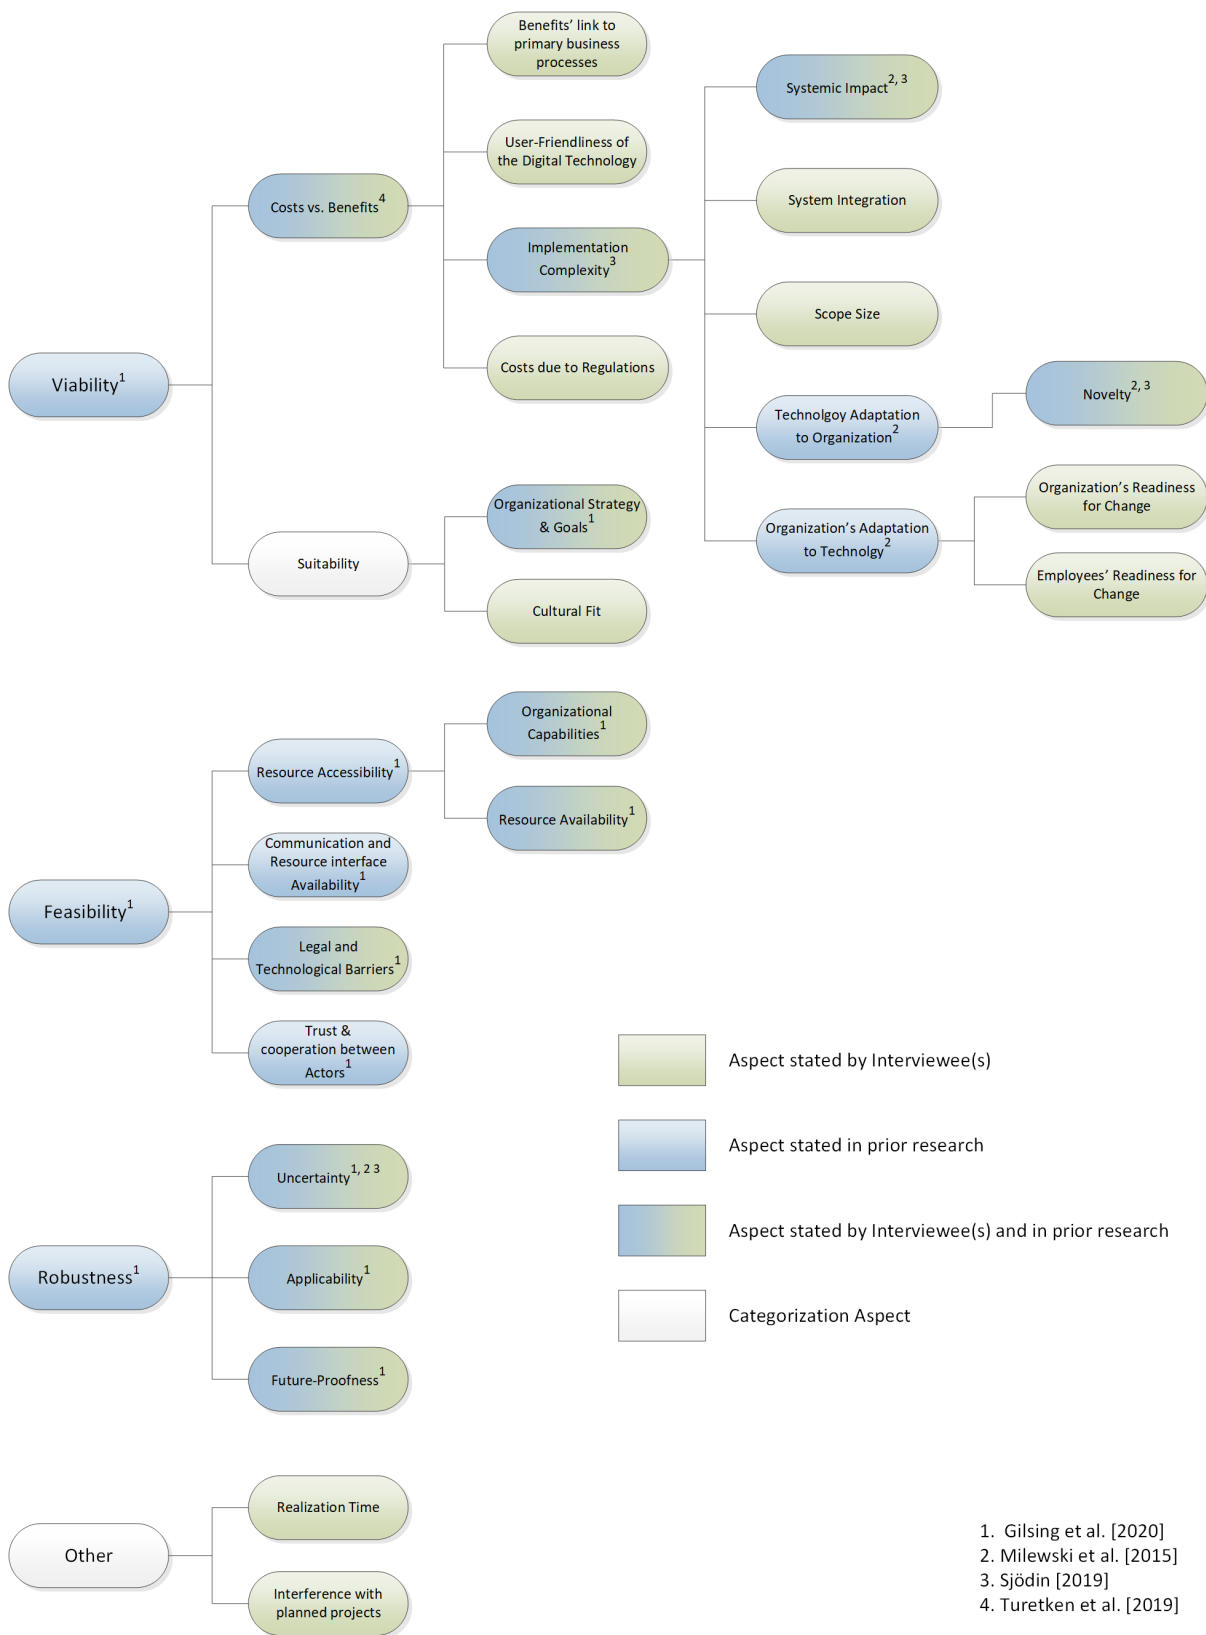 Benefits' link to
primary business
processes
Systemic Impact2, 3
User-Friendliness of
the Digital Technology
Costs vs. Benefits4
System Integration
Implementation
Complexity3
Scope Size
Costs due to Regulations
Viability1
Technolgoy Adaptation
to Organization2
Novelty2, 3
Organizational Strategy
& Goals1
Organization's Readiness
for Change
Suitability
Organization's Adaptation
to Technolgy2
Cultural Fit
Employees' Readiness for
Change
Organizational
Capabilities1
Resource Accessibility1
Resource Availability1
Communication and
Resource interface
Availability1
Feasibility1
Legal and
Technological Barriers1
Trust &
cooperation between
Actors1
Aspect stated by Interviewee(s)
Aspect stated in prior research
Uncertainty1, 2 3
Aspect stated by Interviewee(s) and in prior research
Robustness1
Applicability1
Categorization Aspect
Future-Proofness1
Realization Time
Other
Interference with
planned projects
1. Gilsing et al. [2020]
2. Milewski et al. [2015]
3. Sjödin [2019]
4. Turetken et al. [2019]